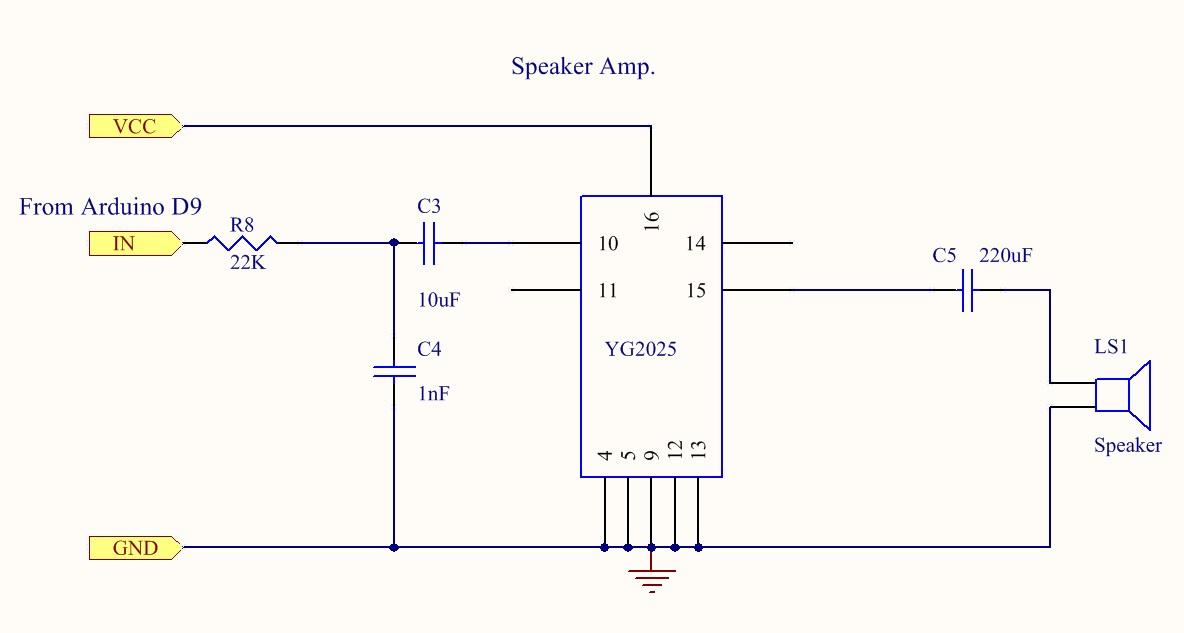 Speaker Amp.
VCC
From Arduino D9
IN
R8
22K
C3
10uF
C4
1nF
16
10
14
11
15
YG2025
4
5
9
12
13
C5 220uF
LS1
Speaker
GND